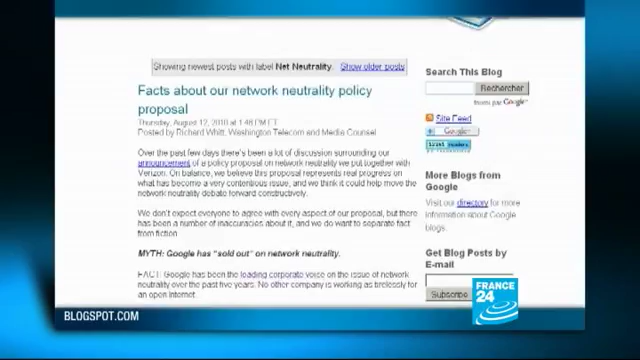 Showing newest posts with label Net Neutrality. Show older posts
Facts about our network neutrality policy
proposal
Thursday, August 12, 2010 at 1:48 PM ET
Posted by Richard Whitt, Washington Telecom and Media Counsel
Over the past few days there's been a lot of discussion surrounding our
announcement of a policy proposal on network neutrality we put together with
Verizon. On balance, we believe this proposal represents real progress on
what has become a very contentious issue, and we think it could help move the
network neutrality debate forward constructively.
We don't expect everyone to agree with every aspect of our proposal, but there
has been a number of inaccuracies about it, and we do want to separate fact
from fiction.
MYTH: Google has "sold out" on network neutrality.
FACT: Google has been the leading corporate voice on the issue of network
neutrality over the past five years. No other company is working as tirelessly for
an open Internet.
Search This Blog
Rechercher
Google
Site Feed
Google
readers
More Blogs from
Google
Visit our directory for more
information about Google
blogs.
Get Blog Posts by
E-mail
Subscribe
FRANCE
24
BLOGSPOT.COM